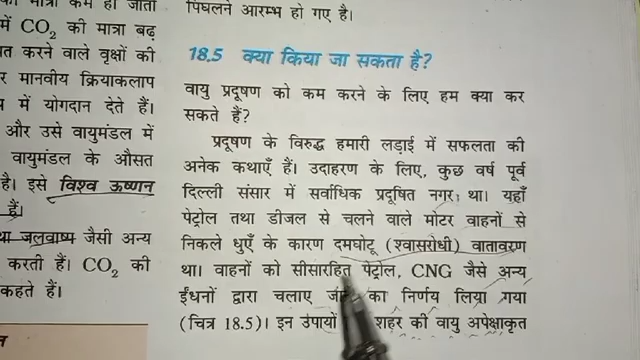 की मात्रा कम हो जाती
में CO2 की मात्रा बढ़
त करने वाले वृक्षों की
र मानवीय क्रियाकलाप
में योगदान देते हैं।
और उसे वायुमंडल में
वायुमंडल के औसत
है। इसे विश्व ऊष्णन
हैं।
जलवाष्प जैसी अन्य
करती हैं। CO2 की
कहते हैं।
पिघलने आरम्भ हो गए है।
18.5 क्या किया जा सकता है?
वायु प्रदूषण को कम करने के लिए हम क्या कर
सकते हैं?
प्रदूषण के विरुद्ध हमारी लड़ाई में सफलता की
अनेक कथाएँ हैं। उदाहरण के लिए, कुछ वर्ष पूर्व
दिल्ली संसार में सर्वाधिक प्रदूषित नगर था। यहाँ
पेट्रोल तथा डीजल से चलने वाले मोटर वाहनों से
निकले धुएँ के कारण दमघोटू (श्वासरोधी) वातावरण
था। वाहनों को सीसारहित पेट्रोल, CNG जैसे अन्य
ईंधनों द्वारा चलाए का निर्णय लिया गया
(चित्र 18.5)। इन उपायों शहर की वायु अपेक्षाकृत